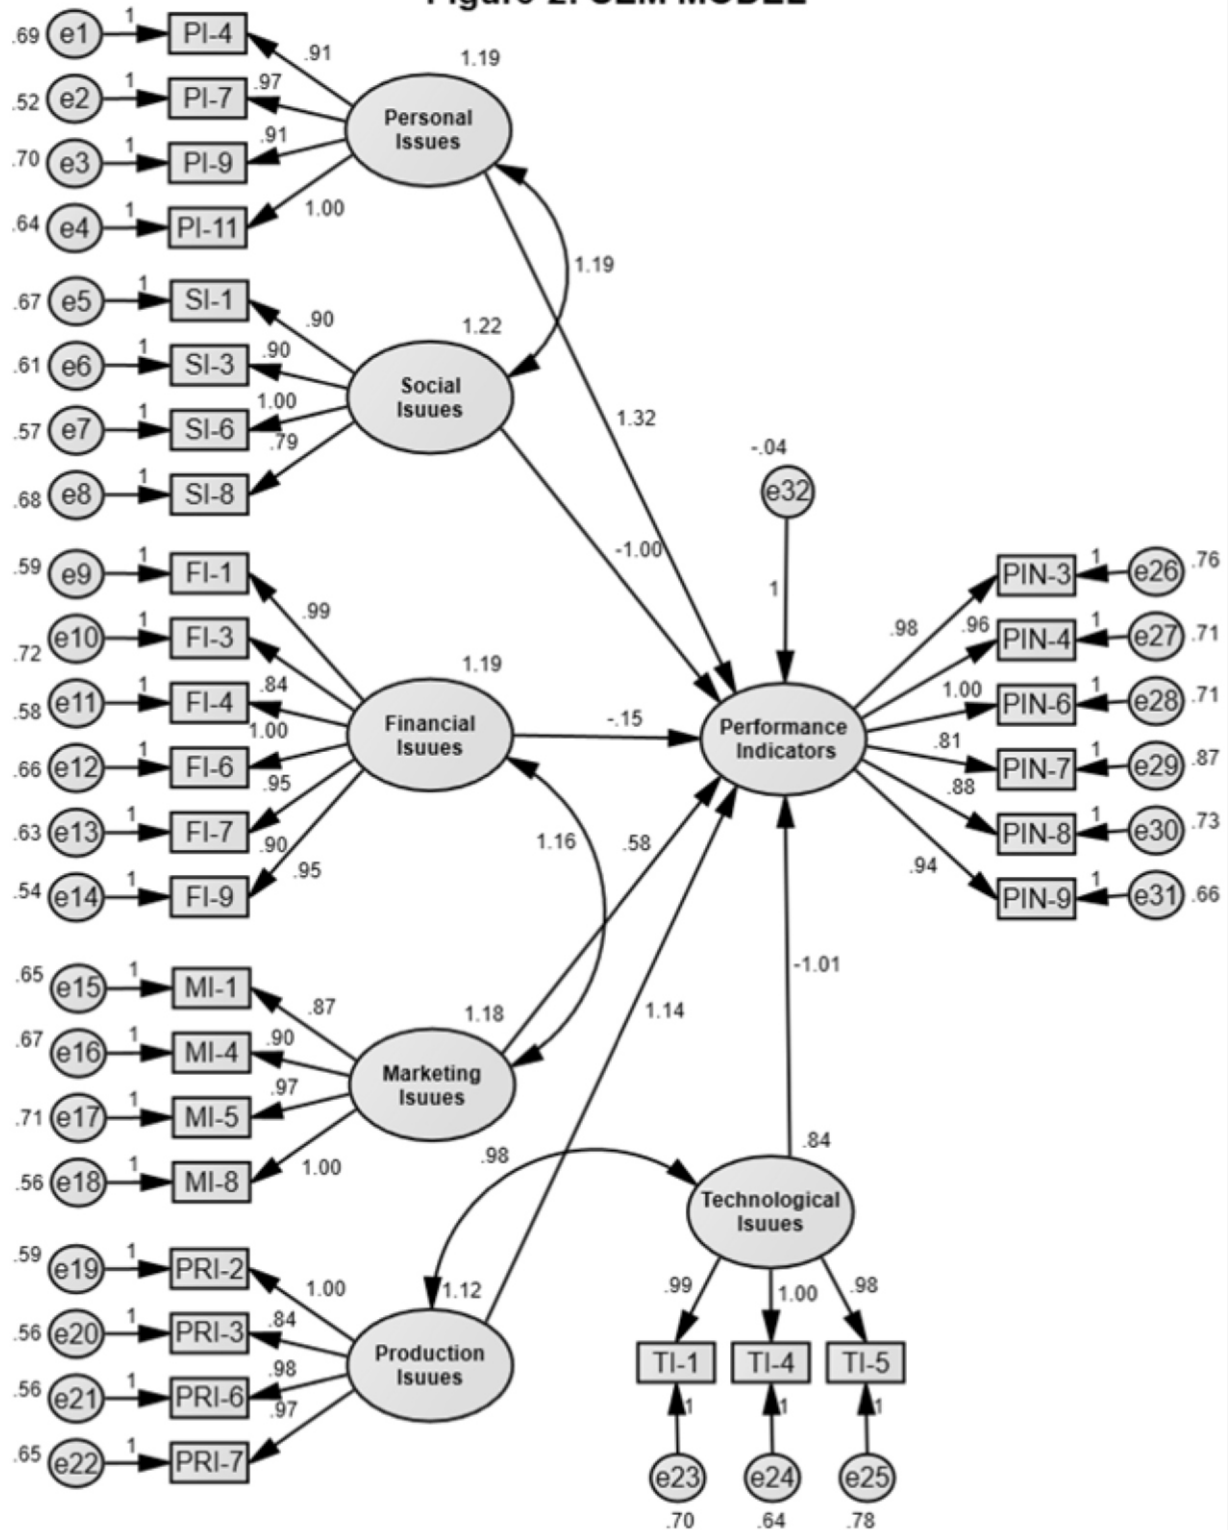 Figure 2: SEM MODEL
.69 e1 1 PI-4 .91
.52 e2 1 PI-7 .97
.70 e3 1 PI-9 .91
.64 e4 1 PI-11 1.00
1.19
Personal
Issues
1.19
.67 e5 1 SI-1 .90
.61 e6 1 SI-3 .90
.57 e7 1 SI-6 1.00
.68 e8 1 SI-8 .79
1.22
Social
Isuues
1.32
-1.00
.59 e9 1 FI-1 .99
.72 e10 1 FI-3 .84
.58 e11 1 FI-4 1.00
.66 e12 1 FI-6 .95
.63 e13 1 FI-7 .90
.54 e14 1 FI-9 .95
1.19
Financial
Isuues
-.15
1.16
.58
.65 e15 1 MI-1 .87
.67 e16 1 MI-4 .90
.71 e17 1 MI-5 .97
.56 e18 1 MI-8 1.00
1.18
Marketing
Isuues
1.14
.98
.59 e19 1 PRI-2 1.00
.56 e20 1 PRI-3 .84
.56 e21 1 PRI-6 .98
.65 e22 1 PRI-7 .97
1.12
Production
Isuues
-.04
e32
1
Performance
Indicators
.98 PIN-3 1 e26 .76
.96 PIN-4 1 e27 .71
1.00 PIN-6 1 e28 .71
.81 PIN-7 1 e29 .87
.88 PIN-8 1 e30 .73
.94 PIN-9 1 e31 .66
-1.01
.84
Technological
Isuues
.99 1.00 .98
TI-1 TI-4 TI-5
1 1 1
e23 e24 e25
.70 .64 .78